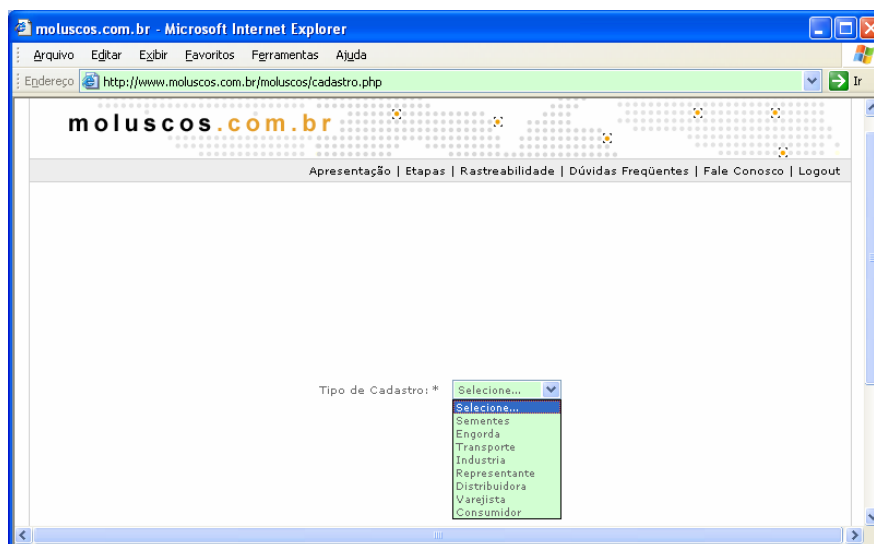 moluscos.com.br - Microsoft Internet Explorer
Arquivo Editar Exibir Favoritos Ferramentas Ajuda
Endereço http://www.moluscos.com.br/moluscos/cadastro.php Ir
moluscos.com.br
Apresentação | Etapas | Rastreabilidade | Dúvidas Freqüentes | Fale Conosco | Logout
Tipo de Cadastro: * Selecione...
Selecione...
Sementes
Engorda
Transporte
Industria
Representante
Distribuidora
Varejista
Consumidor